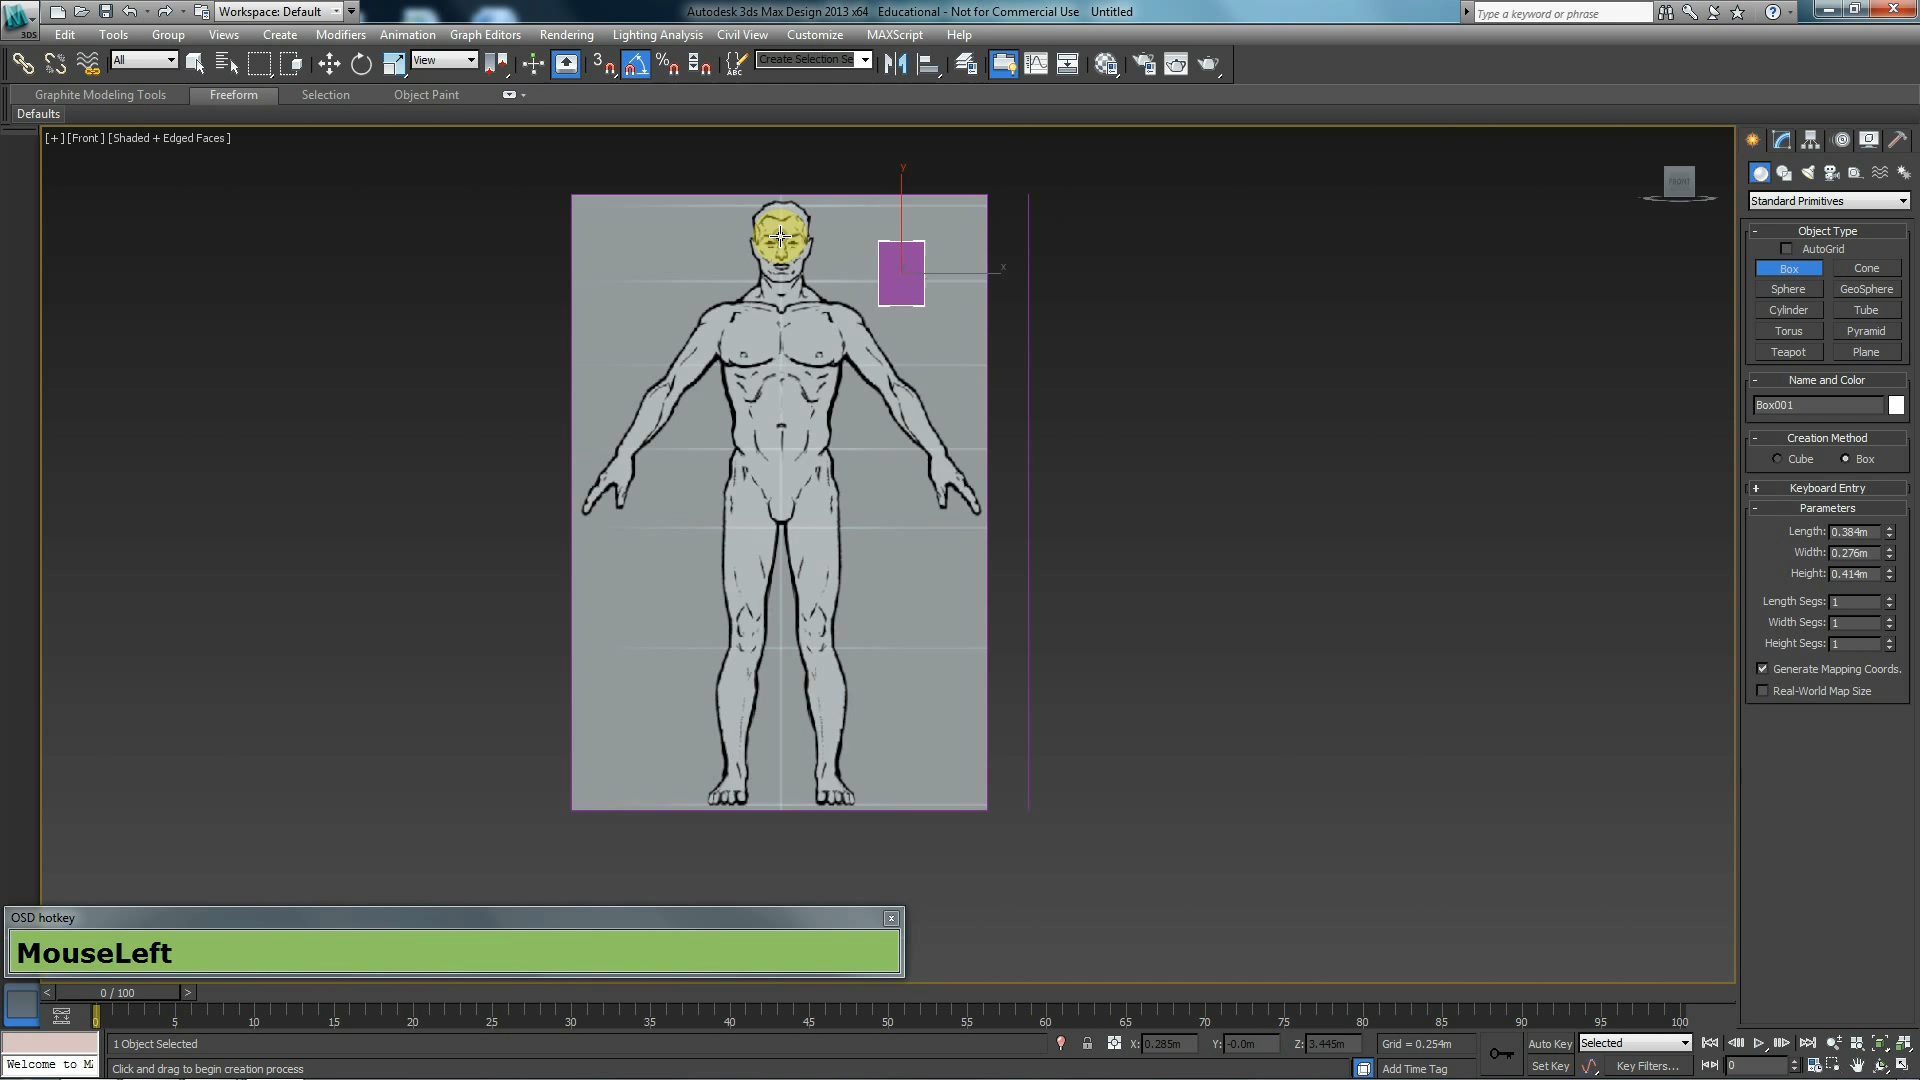 Workspace: Default
Autodesk 3ds Max Design 2013 x64 Educational - Not for Commercial Use Untitled
Type a keyword or phrase
3DS
Edit Tools Group Views Create Modifiers Animation Graph Editors Rendering Lighting Analysis Civil View Customize MAXScript Help
All View 3 % ABC Create Selection Se
Graphite Modeling Tools Freeform Selection Object Paint
Defaults
[+] [Front] [Shaded + Edged Faces]
y
x
FRONT
Standard Primitives
- Object Type
AutoGrid
Box Cone
Sphere GeoSphere
Cylinder Tube
Torus Pyramid
Teapot Plane
- Name and Color
Box001
- Creation Method
Cube Box
+ Keyboard Entry
- Parameters
Length: 0.384m
Width: 0.276m
Height: 0.414m
Length Segs: 1
Width Segs: 1
Height Segs: 1
Generate Mapping Coords.
Real-World Map Size
OSD hotkey x
MouseLeft
< 0 / 100 >
5 10 15 20 25 30 35 40 45 50 55 60 65 70 75 80 85 90 95 100
1 Object Selected X: 0.285m Y: -0.0m Z: 3.445m Grid = 0.254m Auto Key Selected
Welcome to M Click and drag to begin creation process Add Time Tag Set Key Key Filters... 0